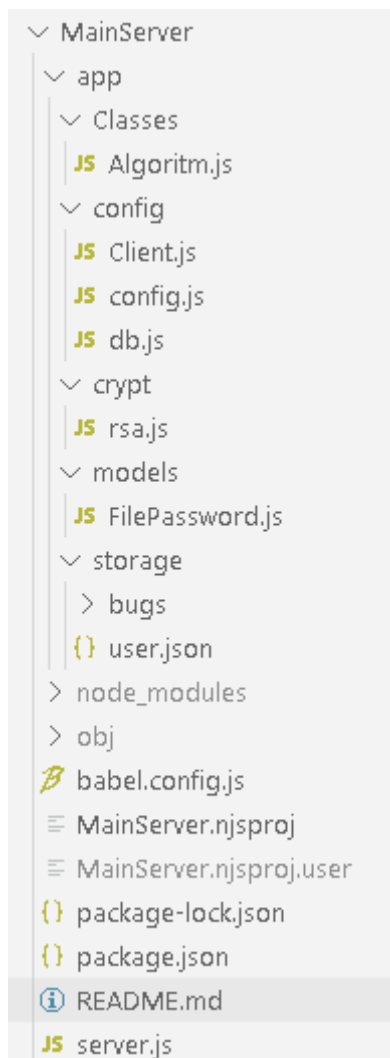 MainServer
app
Classes
JS Algoritm.js
config
JS Client.js
JS config.js
JS db.js
crypt
JS rsa.js
models
JS FilePassword.js
storage
bugs
{} user.json
node_modules
obj
babel.config.js
MainServer.njsproj
MainServer.njsproj.user
{} package-lock.json
{} package.json
README.md
JS server.js